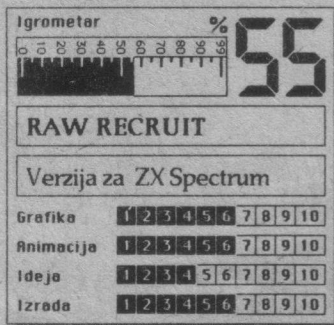 Igrometar % 55
0 10 20 30 40 50 60 70 80 90 99
RAW RECRUIT
Verzija za ZX Spectrum
Grafika 1 2 3 4 5 6 7 8 9 10
Animacija 1 2 3 4 5 6 7 8 9 10
Ideja 1 2 3 4 5 6 7 8 9 10
Izrada 1 2 3 4 5 6 7 8 9 10